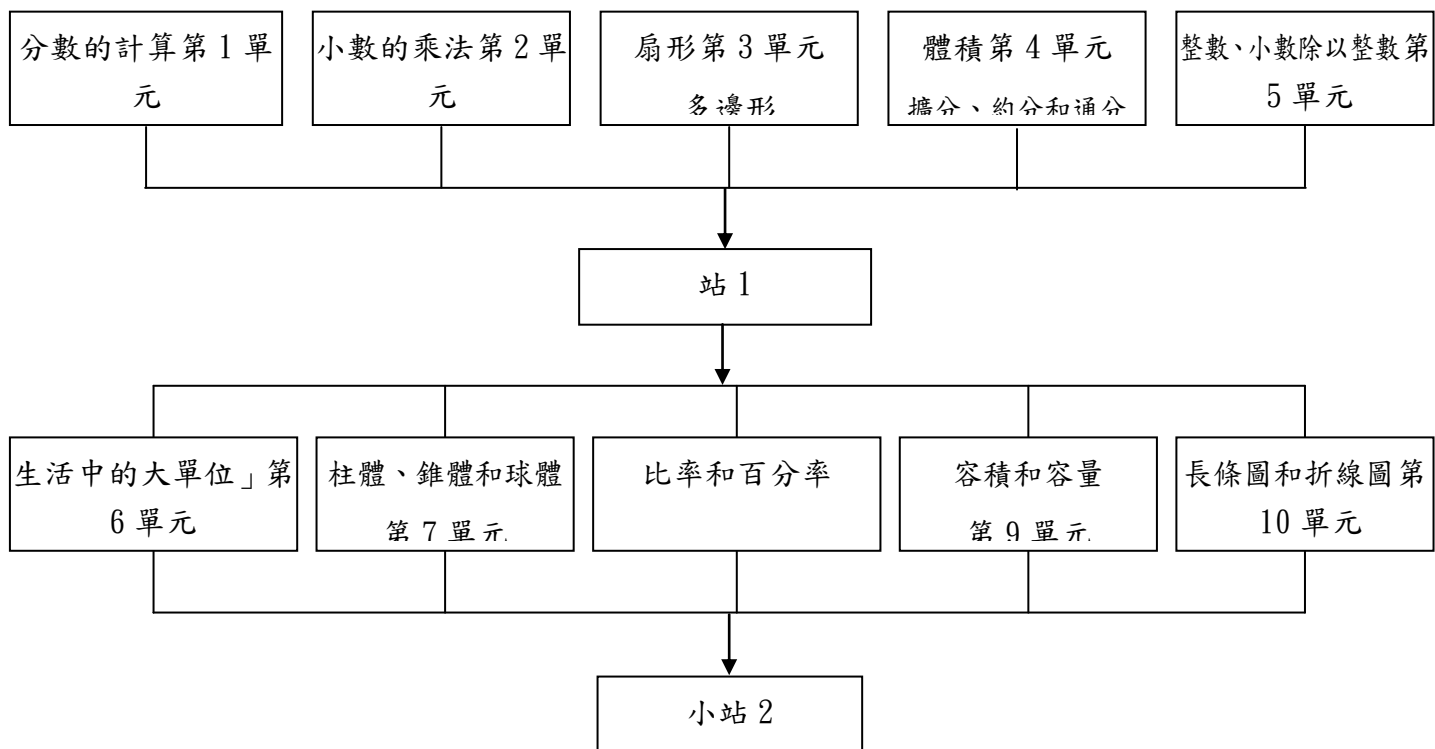 分數的計算第 1 單
元
小數的乘法第 2 單
元
扇形第 3 單元
多邊形
體積第 4 單元
擴分、約分和通分
整數、小數除以整數第
5 單元
站 1
生活中的大單位」第
6 單元
柱體、錐體和球體
第 7 單元
比率和百分率
容積和容量
第 9 單元
長條圖和折線圖第
10 單元
小站 2